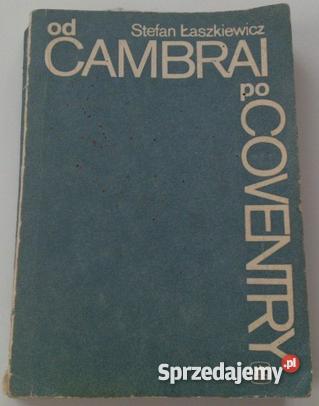 od
Stefan Łaszkiewicz
CAMBRAI
po
COVENTRY
Sprzedajemy
.pl